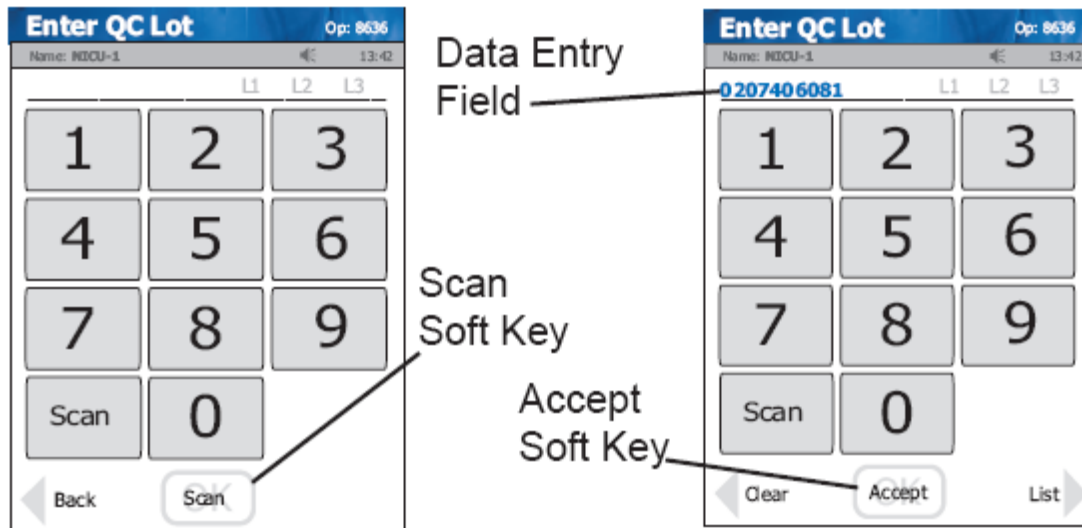 Enter QC Lot Op: 8636
Name: NICU-1 13:42
L1 L2 L3
1 2 3
4 5 6
7 8 9
Scan 0
Back Scan
Data Entry
Field
Scan
Soft Key
Accept
Soft Key
Enter QC Lot Op: 8636
Name: NICU-1 13:42
0207406081 L1 L2 L3
1 2 3
4 5 6
7 8 9
Scan 0
Clear Accept List